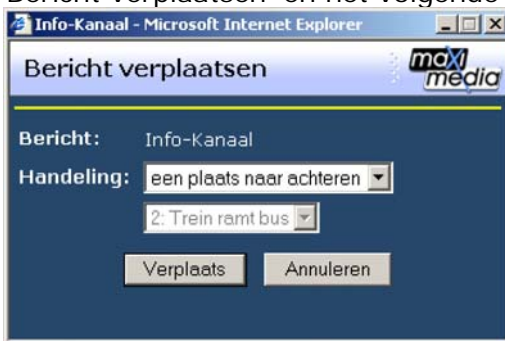 Bericht verplaatsen en het volgende
Info-Kanaal - Microsoft Internet Explorer
Bericht verplaatsen
maxi
media
Bericht: Info-Kanaal
Handeling: een plaats naar achteren
2: Trein ramt bus
Verplaats Annuleren